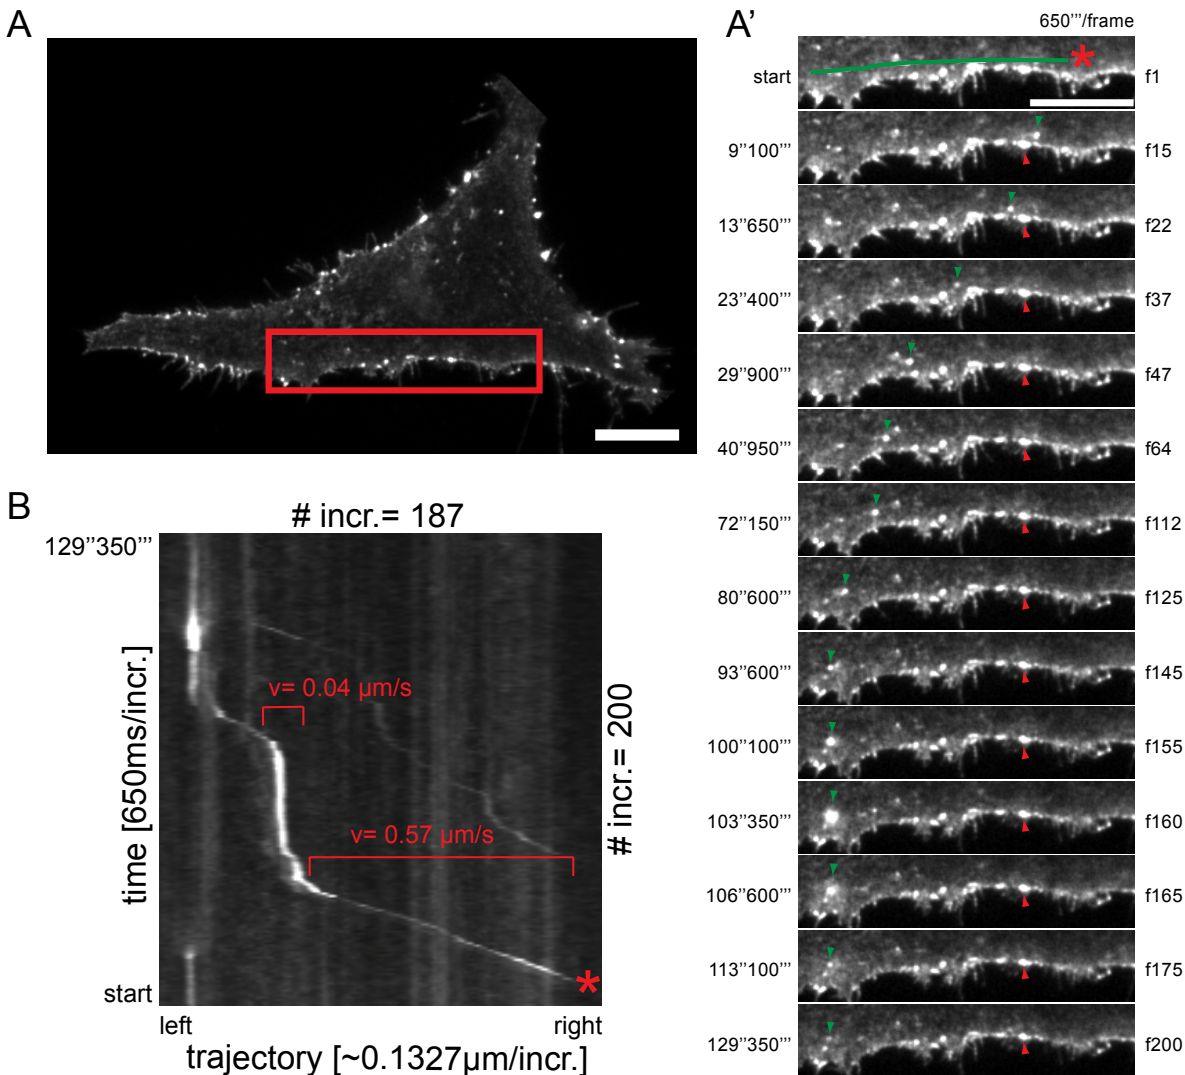 A
A'
650'''/frame
start
*
f1
9''100'''
f15
13''650'''
f22
23''400'''
f37
29''900'''
f47
40''950'''
f64
72''150'''
f112
80''600'''
f125
93''600'''
f145
100''100'''
f155
103''350'''
f160
106''600'''
f165
113''100'''
f175
129''350'''
f200
B
# incr.= 187
129''350'''
time [650ms/incr.]
start
v= 0.04 µm/s
v= 0.57 µm/s
*
# incr.= 200
left
right
trajectory [~0.1327µm/incr.]